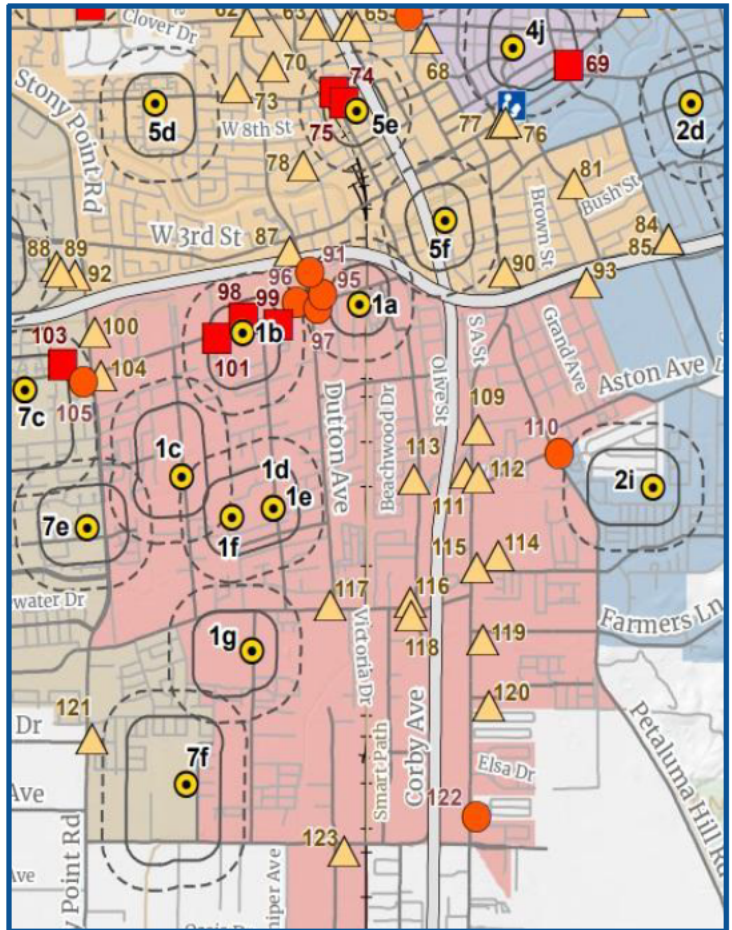 62
63
65
Clover Dr
4j
68
70
69
74
73
Stony Point Rd
5d
W 8th St
75
5e
77
76
2d
78
81
Brown St
Bush St
W 3rd St
5f
84
85
87
88
89
92
91
90
93
96
95
98
99
1a
1b
97
103
100
101
Grand Ave
S A St
Olive St
104
105
Aston Ave
7c
Dutton Ave
Beachwood Dr
109
110
1c
113
112
1d
1e
111
2i
7e
1f
115
114
117
116
ewater Dr
Victoria Dr
118
119
Farmers Ln
1g
120
121
Dr
Corby Ave
Petaluma Hill Rd
7f
Smart Path
Elsa Dr
Ave
122
y Point Rd
123
niper Ave
Ave